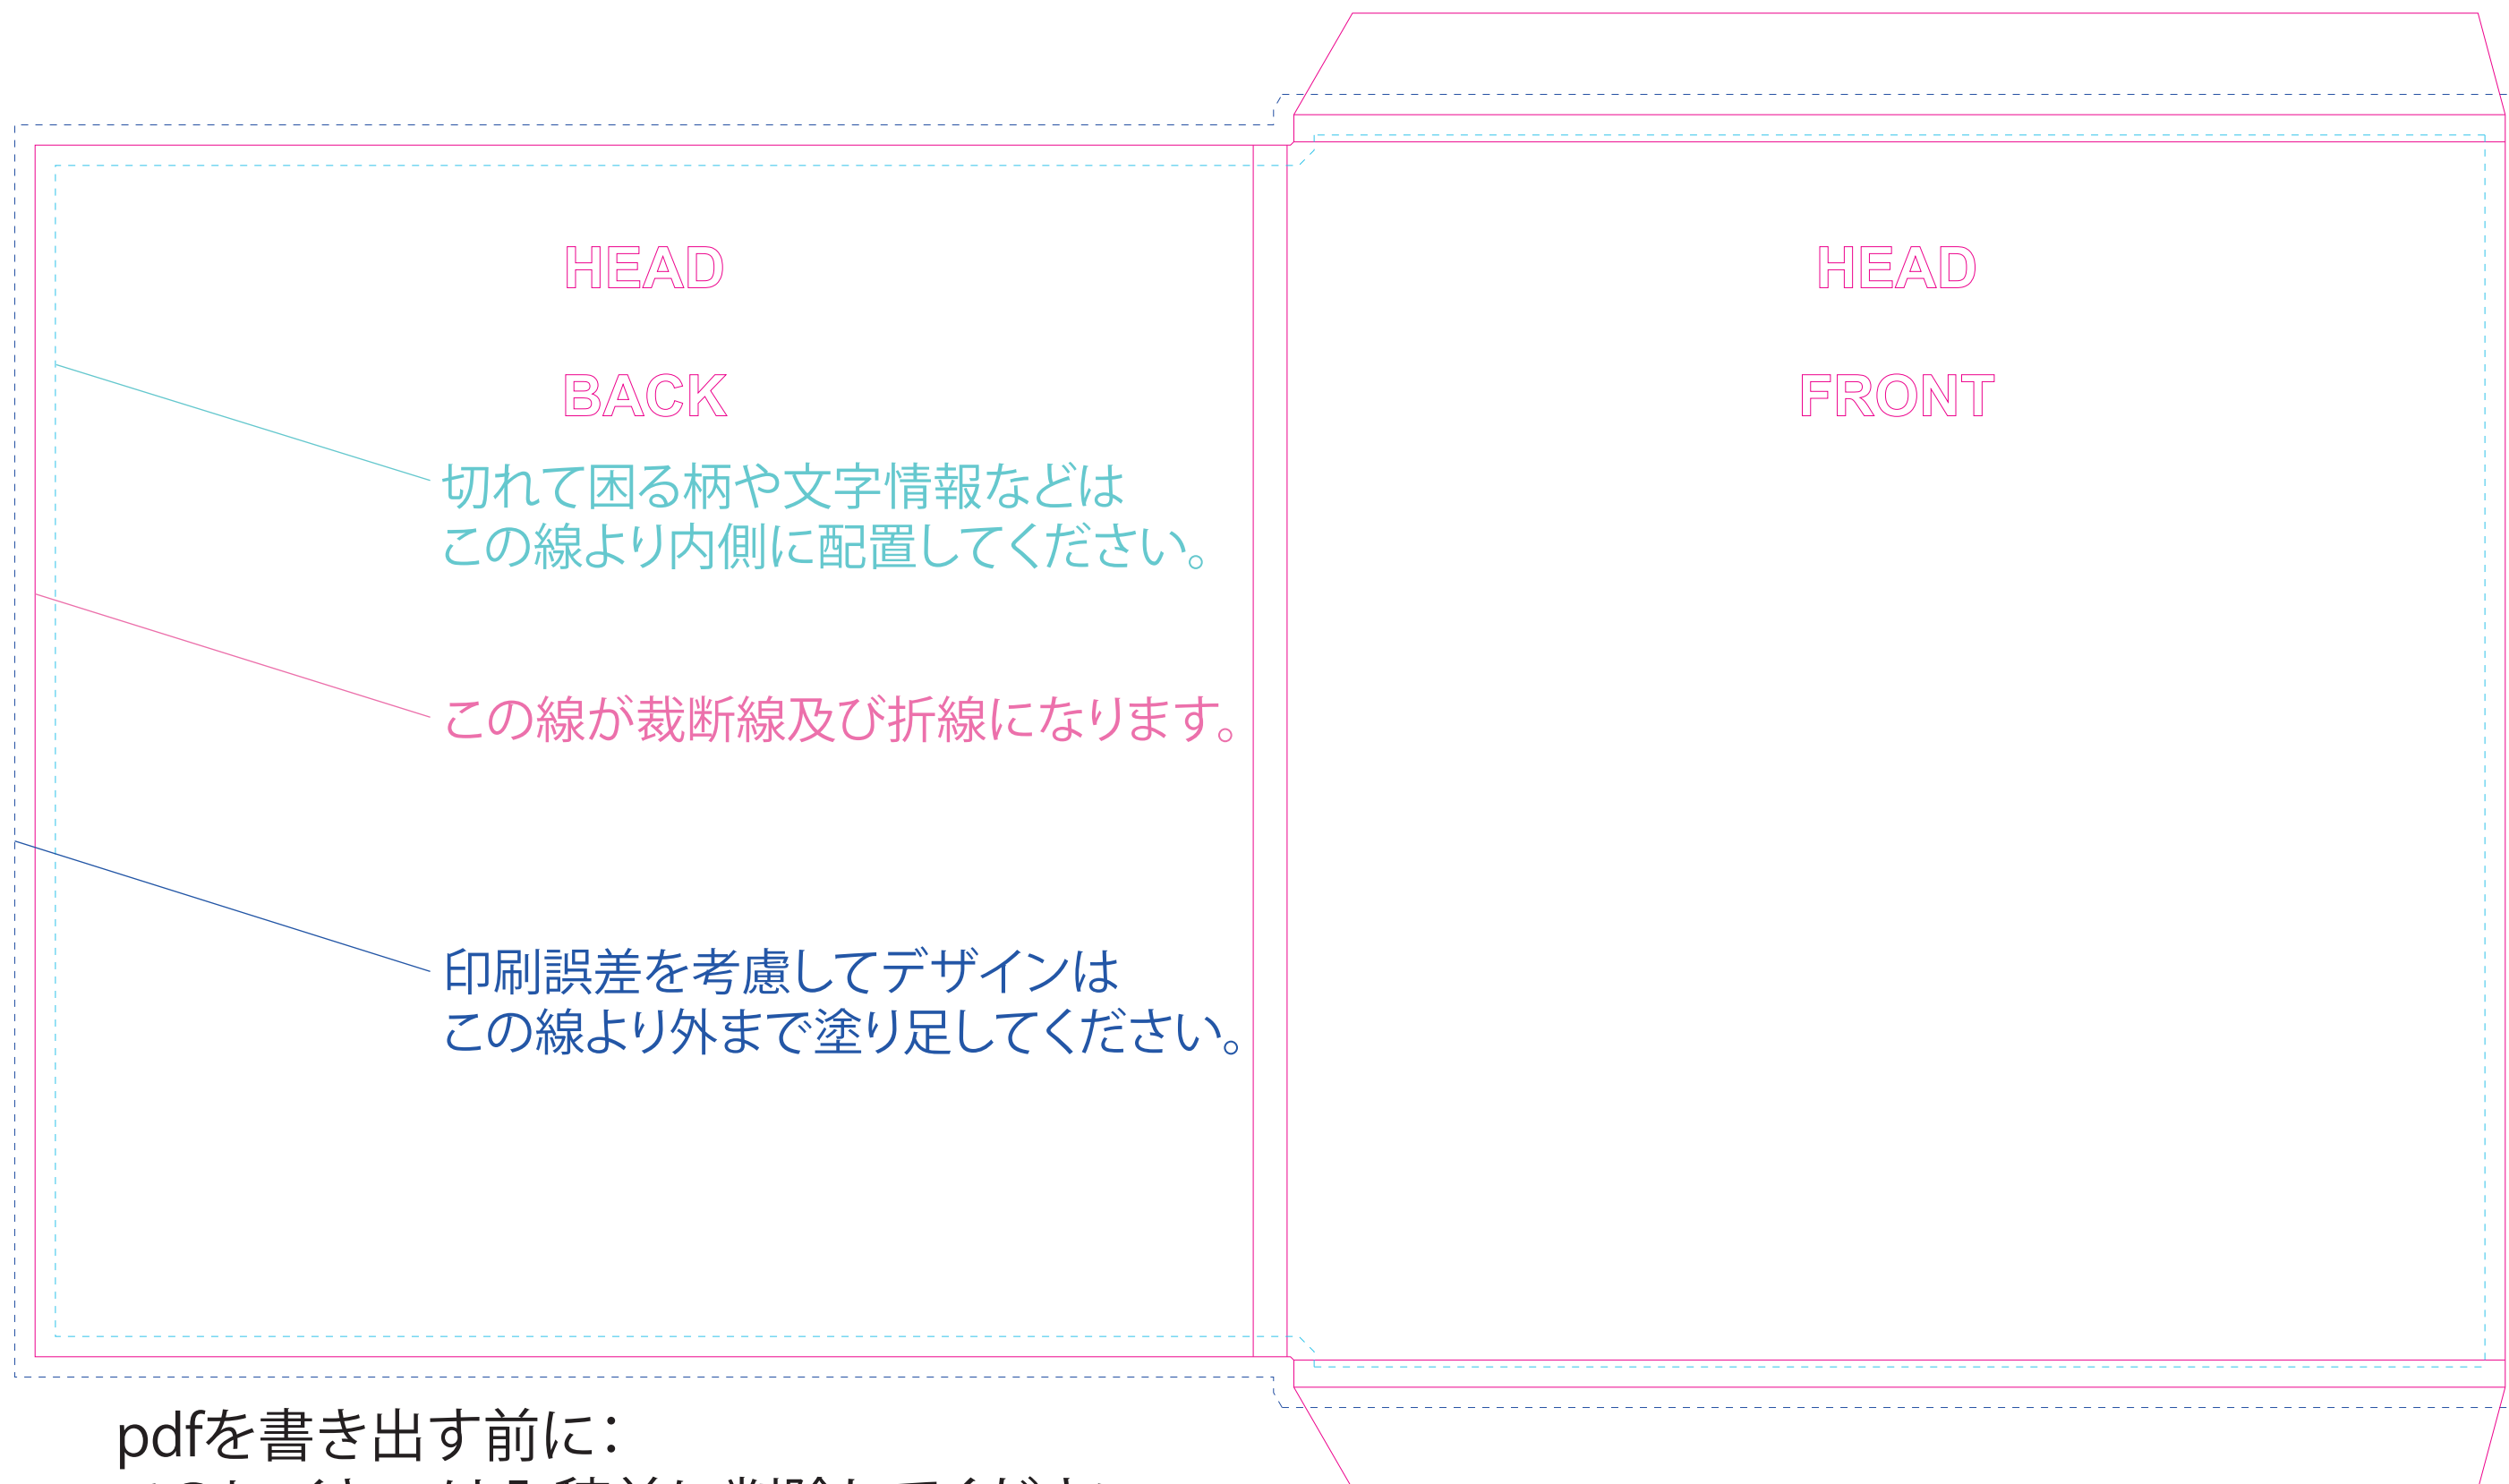 HEAD
BACK
切れて困る柄や文字情報などは
この線より内側に配置してください。
この線が裁断線及び折線になります。
印刷誤差を考慮してデザインは
この線より外まで塗り足してください。
HEAD
FRONT
pdfを書き出す前に：